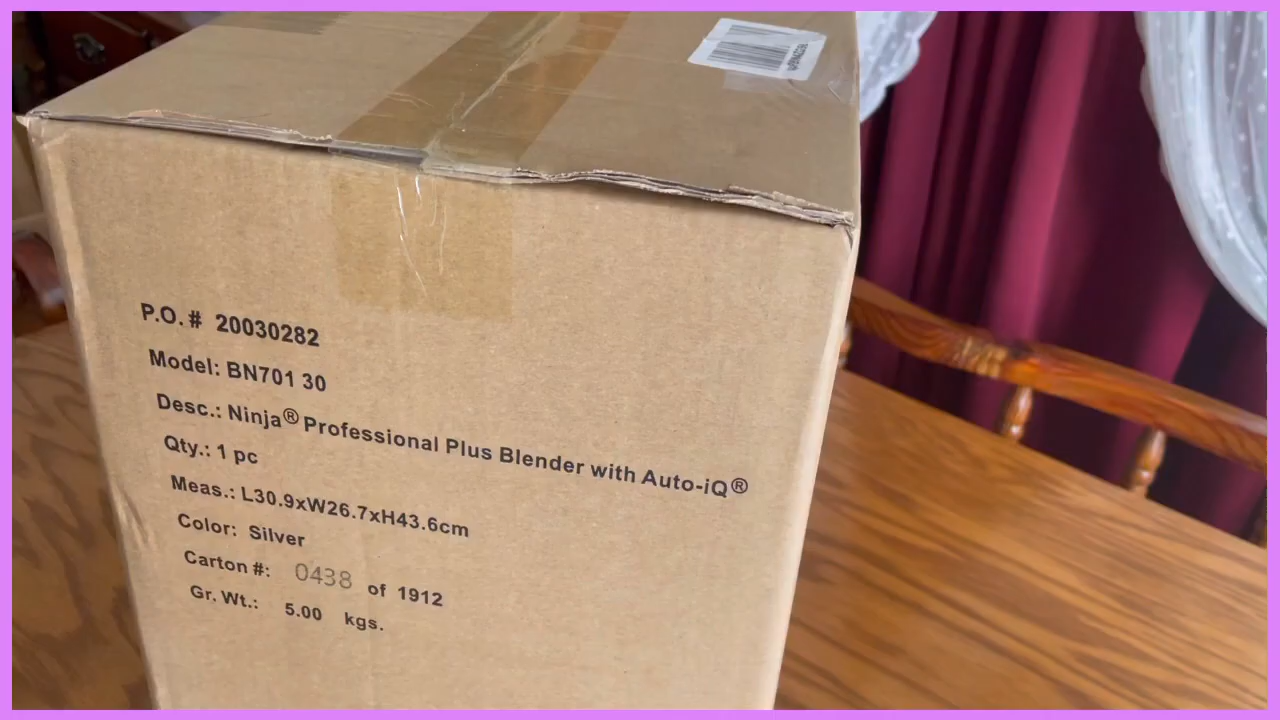 P.O. # 20030282
Model: BN701 30
Desc.: Ninja® Professional Plus Blender with Auto-iQ®
Qty.: 1 pc
Meas.: L30.9xW26.7xH43.6cm
Color: Silver
Carton #: 0438 of 1912
Gr. Wt.: 5.00 kgs.